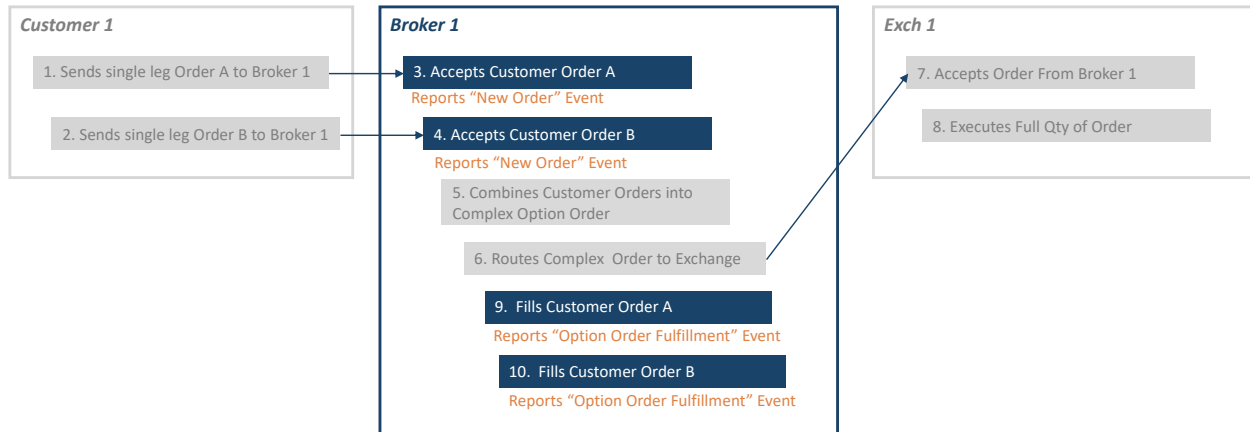 Customer 1
1. Sends single leg Order A to Broker 1
2. Sends single leg Order B to Broker 1
Broker 1
3. Accepts Customer Order A
Reports “New Order” Event
4. Accepts Customer Order B
Reports “New Order” Event
5. Combines Customer Orders into
Complex Option Order
6. Routes Complex Order to Exchange
9. Fills Customer Order A
Reports “Option Order Fulfillment” Event
10. Fills Customer Order B
Reports “Option Order Fulfillment” Event
Exch 1
7. Accepts Order From Broker 1
8. Executes Full Qty of Order